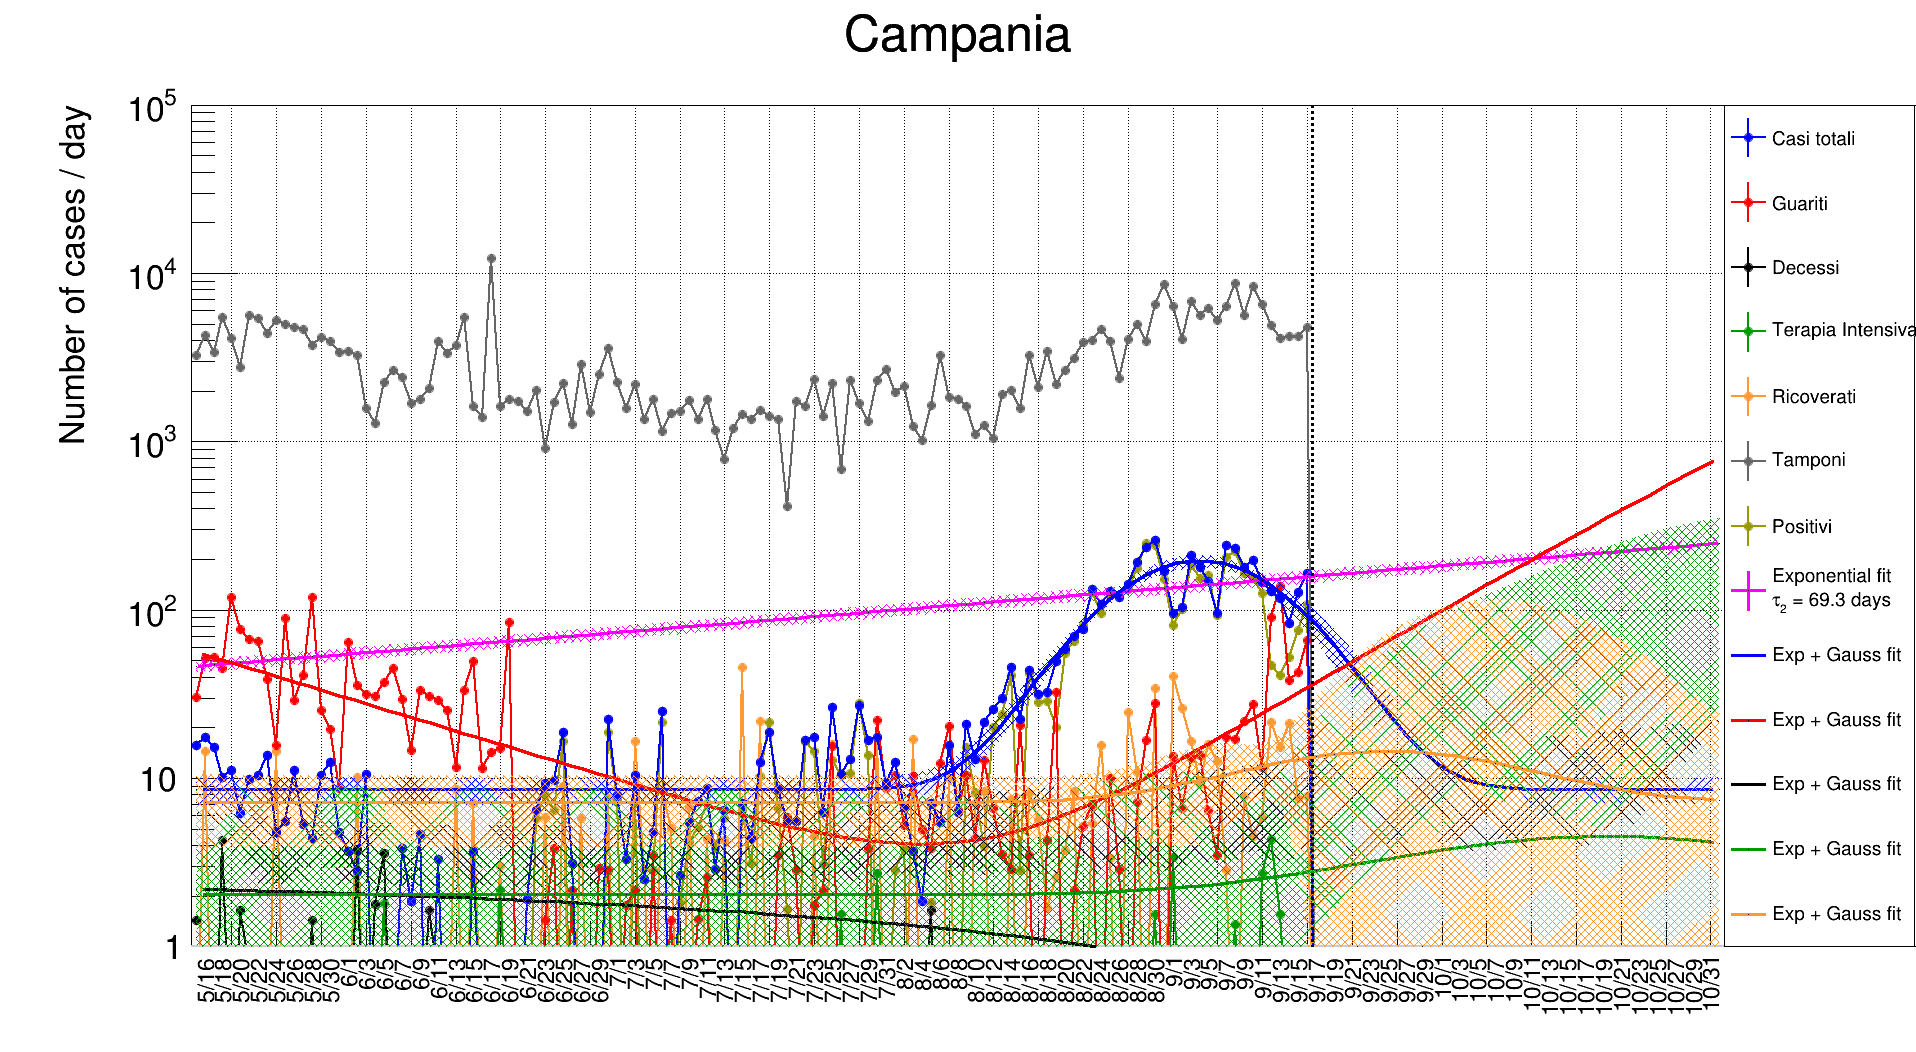 Campania
Number of cases / day
10^5
10^4
10^3
10^2
10
1
5/16 5/18 5/20 5/22 5/24 5/26 5/28 5/30 6/1 6/3 6/5 6/7 6/9 6/11 6/13 6/15 6/17 6/19 6/21 6/23 6/25 6/27 6/29 7/1 7/3 7/5 7/7 7/9 7/11 7/13 7/15 7/17 7/19 7/21 7/23 7/25 7/27 7/29 7/31 8/2 8/4 8/6 8/8 8/10 8/12 8/14 8/16 8/18 8/20 8/22 8/24 8/26 8/28 8/30 9/1 9/3 9/5 9/7 9/9 9/11 9/13 9/15 9/17 9/19 9/21 9/23 9/25 9/27 9/29 10/1 10/3 10/5 10/7 10/9 10/11 10/13 10/15 10/17 10/19 10/21 10/23 10/25 10/27 10/29 10/31
Casi totali
Guariti
Decessi
Terapia Intensiva
Ricoverati
Tamponi
Positivi
Exponential fit
τ₂ = 69.3 days
Exp + Gauss fit
Exp + Gauss fit
Exp + Gauss fit
Exp + Gauss fit
Exp + Gauss fit